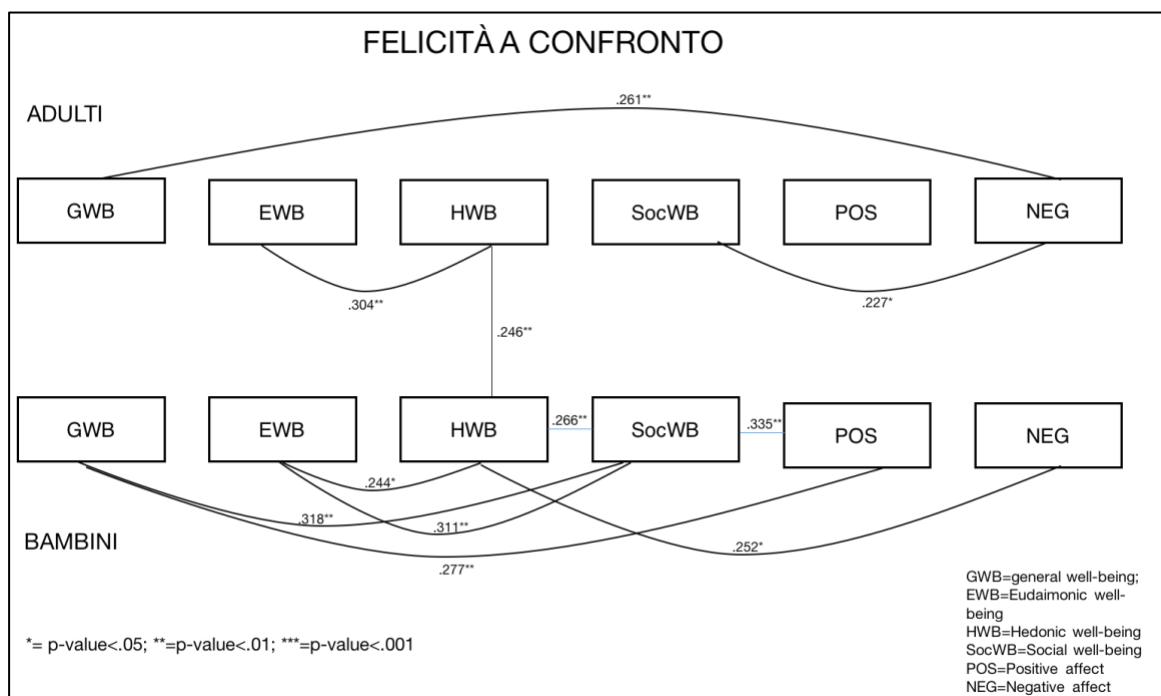 FELICITÀ A CONFRONTO
ADULTI
.261**
GWB
EWB
HWB
SocWB
POS
NEG
.304**
.227*
.246**
GWB
EWB
HWB
.266**
SocWB
.335**
POS
NEG
.244*
.318**
.311**
BAMBINI
.252*
.277**
GWB=general well-being;
EWB=Eudaimonic well-
being
HWB=Hedonic well-being
SocWB=Social well-being
POS=Positive affect
NEG=Negative affect
*= p-value<.05; **=p-value<.01; ***=p-value<.001